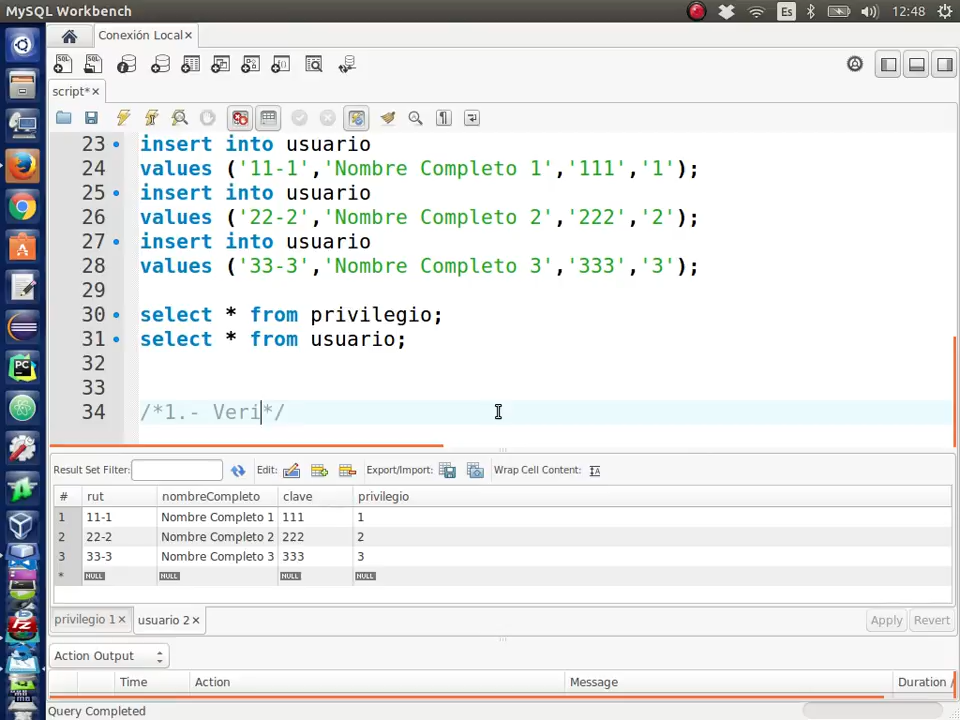 MySQL Workbench
Es
12:48
Conexión Local×
script*×
23 insert into usuario
24 values ('11-1','Nombre Completo 1','111','1');
25 insert into usuario
26 values ('22-2','Nombre Completo 2','222','2');
27 insert into usuario
28 values ('33-3','Nombre Completo 3','333','3');
29
30 select * from privilegio;
31 select * from usuario;
32
33
34 /*1.- Veri*/
Result Set Filter: Edit: Export/Import: Wrap Cell Content:
# rut nombreCompleto clave privilegio
1 11-1 Nombre Completo 1 111 1
2 22-2 Nombre Completo 2 222 2
3 33-3 Nombre Completo 3 333 3
* NULL NULL NULL NULL
privilegio 1× usuario 2× Apply Revert
Action Output
Time Action Message Duration /
Query Completed